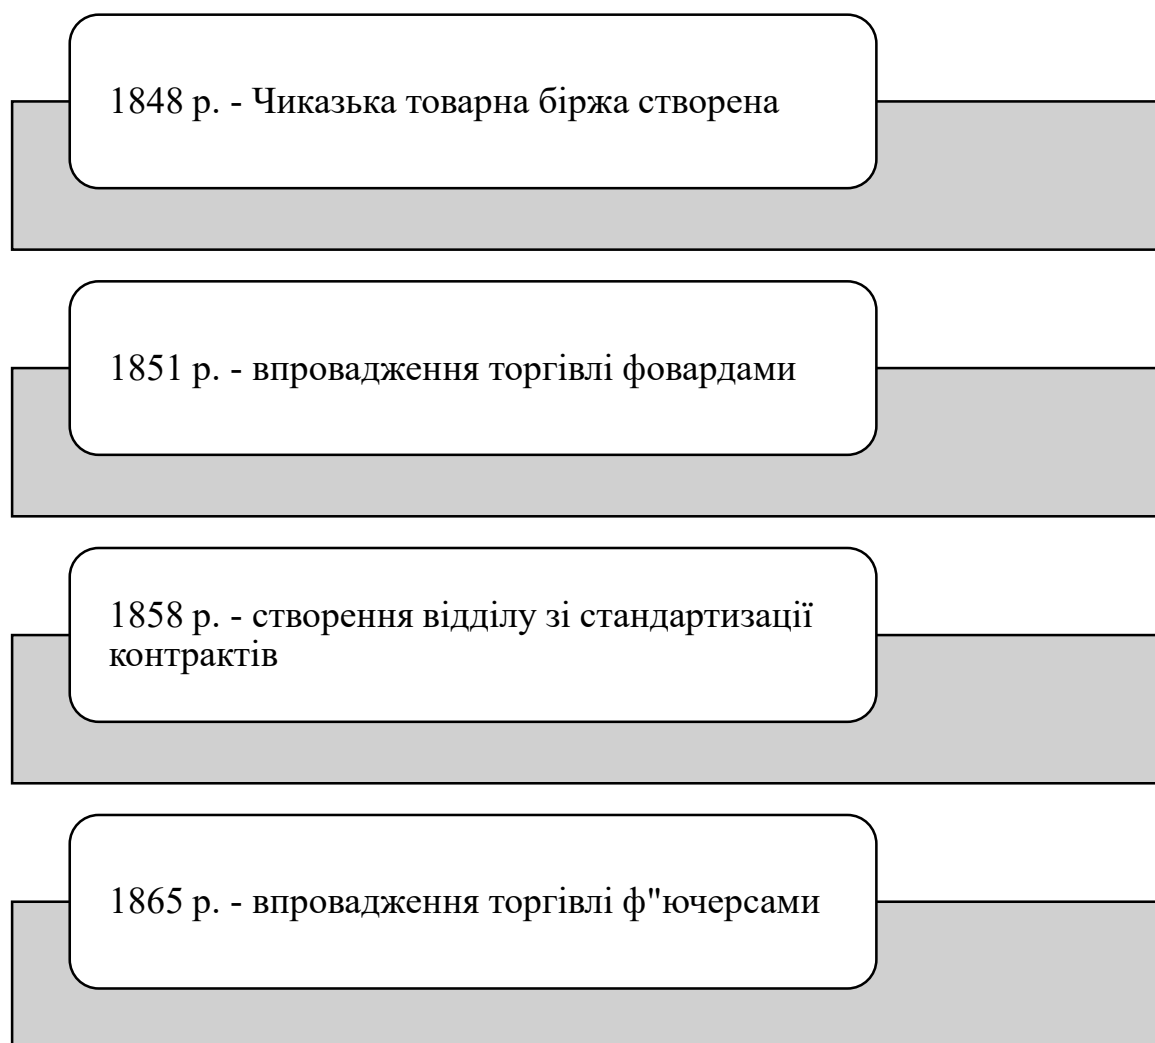 1848 р. - Чиказька товарна біржа створена
1851 р. - впровадження торгівлі фовардами
1858 р. - створення відділу зі стандартизації
контрактів
1865 р. - впровадження торгівлі ф"ючерсами